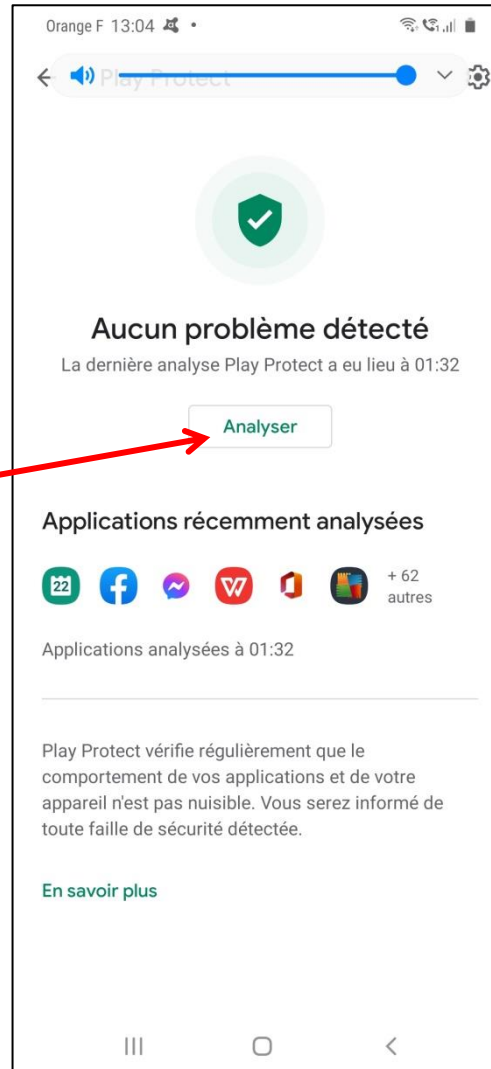 Orange F 13:04
Play Protect
Aucun problème détecté
La dernière analyse Play Protect a eu lieu à 01:32
Analyser
Applications récemment analysées
22
+ 62
autres
Applications analysées à 01:32
Play Protect vérifie régulièrement que le
comportement de vos applications et de votre
appareil n'est pas nuisible. Vous serez informé de
toute faille de sécurité détectée.
En savoir plus